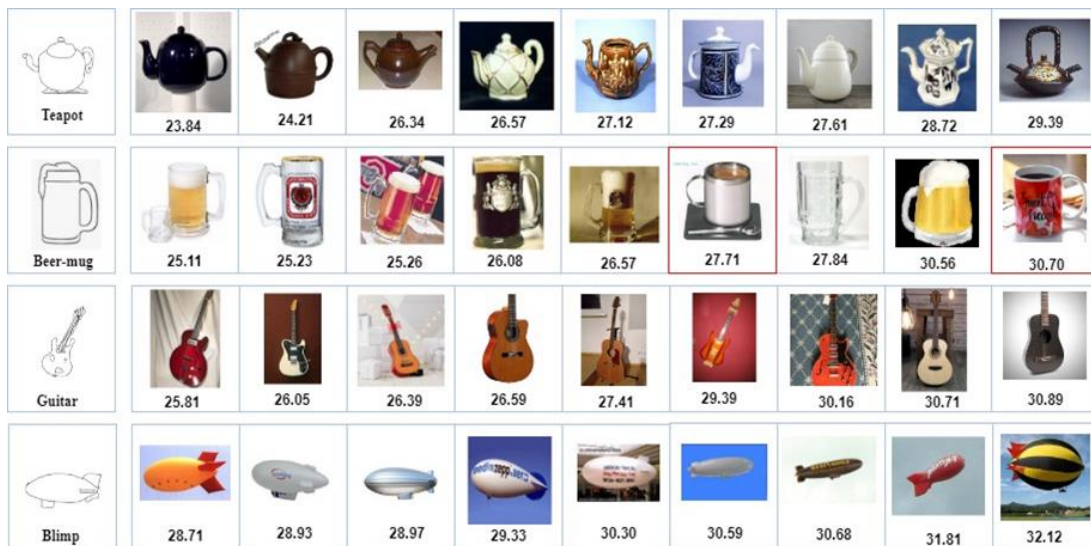 Teapot
23.84 24.21 26.34 26.57 27.12 27.29 27.61 28.72 29.39
Beer-mug
25.11 25.23 25.26 26.08 26.57 27.71 27.84 30.56 30.70
Guitar
25.81 26.05 26.39 26.59 27.41 29.39 30.16 30.71 30.89
Blimp
28.71 28.93 28.97 29.33 30.30 30.59 30.68 31.81 32.12